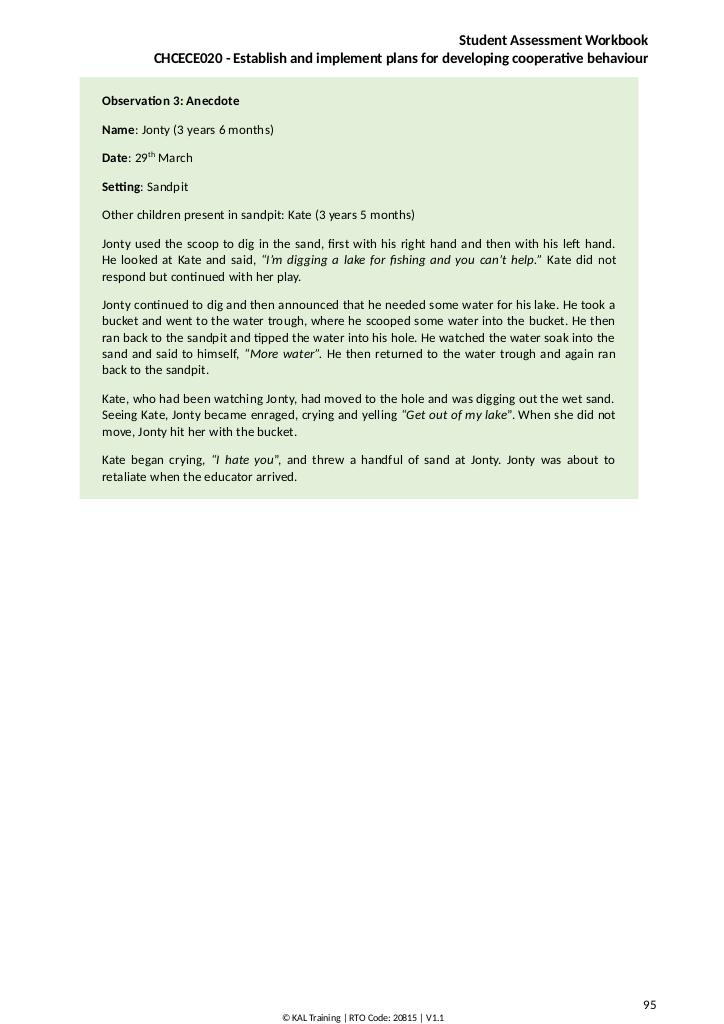 Student Assessment Workbook
CHCECE020 - Establish and implement plans for developing cooperative behaviour
Observation 3: Anecdote
Name: Jonty (3 years 6 months)
Date: 29th March
Setting: Sandpit
Other children present in sandpit: Kate (3 years 5 months)
Jonty used the scoop to dig in the sand, first with his right hand and then with his left hand.
He looked at Kate and said, “I’m digging a lake for fishing and you can’t help.” Kate did not
respond but continued with her play.
Jonty continued to dig and then announced that he needed some water for his lake. He took a
bucket and went to the water trough, where he scooped some water into the bucket. He then
ran back to the sandpit and tipped the water into his hole. He watched the water soak into the
sand and said to himself, “More water”. He then returned to the water trough and again ran
back to the sandpit.
Kate, who had been watching Jonty, had moved to the hole and was digging out the wet sand.
Seeing Kate, Jonty became enraged, crying and yelling “Get out of my lake”. When she did not
move, Jonty hit her with the bucket.
Kate began crying, “I hate you”, and threw a handful of sand at Jonty. Jonty was about to
retaliate when the educator arrived.
95
© KAL Training | RTO Code: 20815 | V1.1